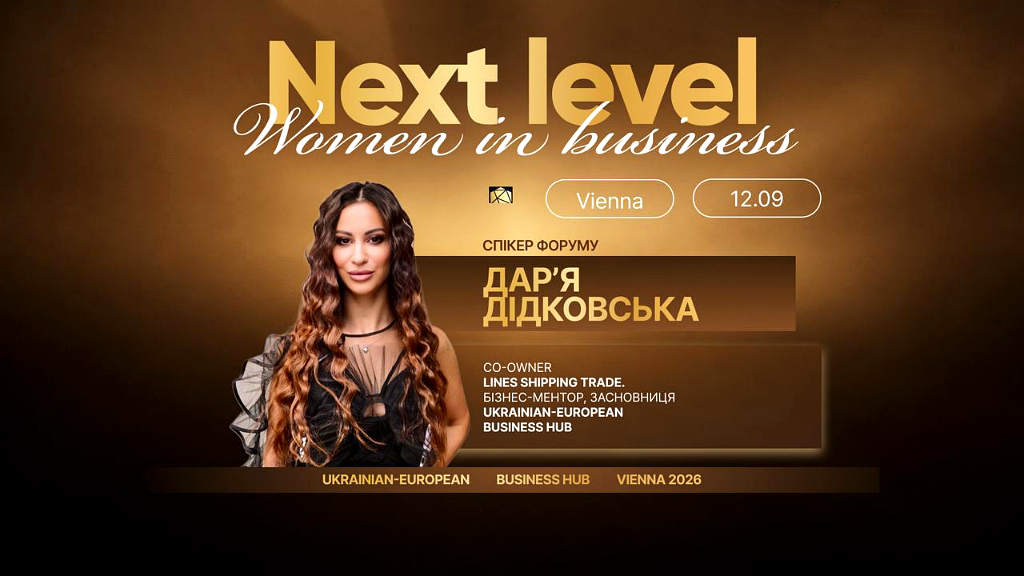 Next level
Women in business
Vienna
12.09
СПІКЕР ФОРУМУ
ДАР’Я
ДІДКОВСЬКА
CO-OWNER
LINES SHIPPING TRADE.
БІЗНЕС-МЕНТОР, ЗАСНОВНИЦЯ
UKRAINIAN-EUROPEAN
BUSINESS HUB
UKRAINIAN-EUROPEAN BUSINESS HUB VIENNA 2026